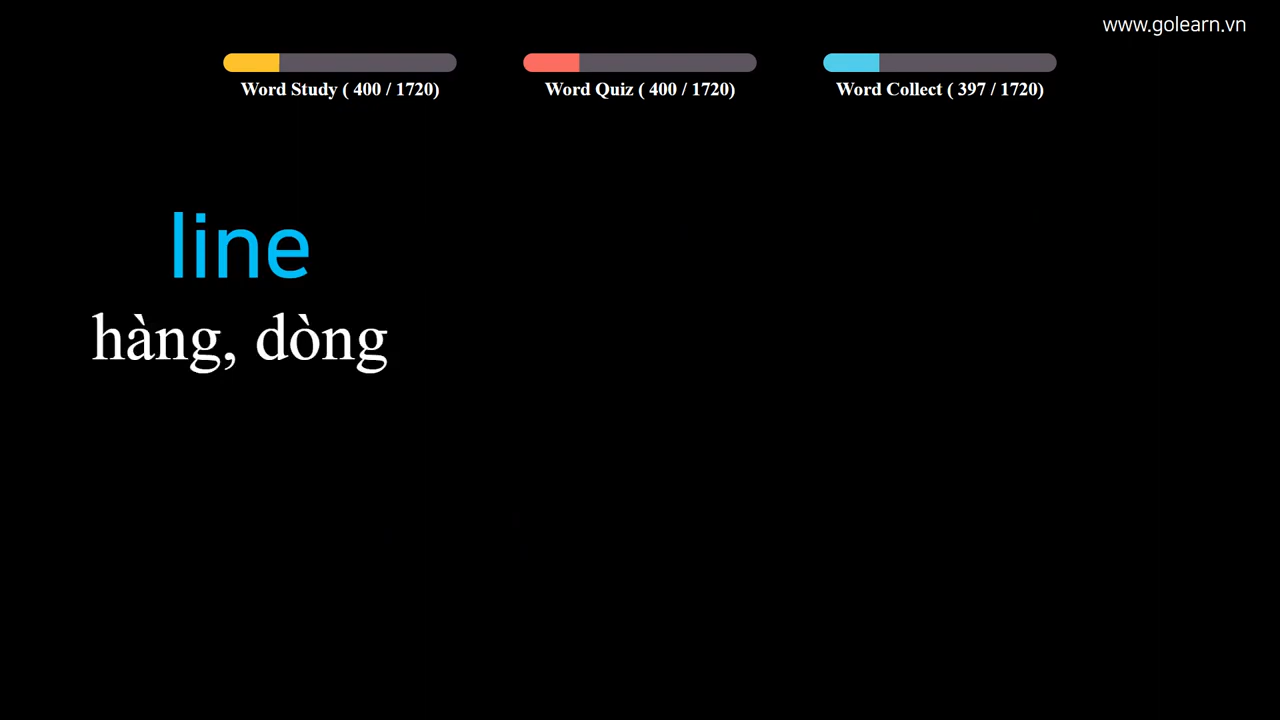 www.golearn.vn
Word Study ( 400 / 1720)
Word Quiz ( 400 / 1720)
Word Collect ( 397 / 1720)
line
hàng, dòng